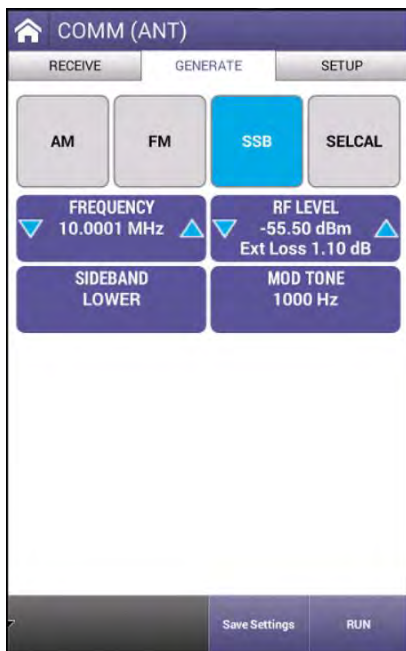 COMM (ANT)
RECEIVE
GENERATE
SETUP
AM
FM
SSB
SELCAL
FREQUENCY
10.0001 MHz
RF LEVEL
-55.50 dBm
Ext Loss 1.10 dB
SIDEBAND
LOWER
MOD TONE
1000 Hz
Save Settings
RUN